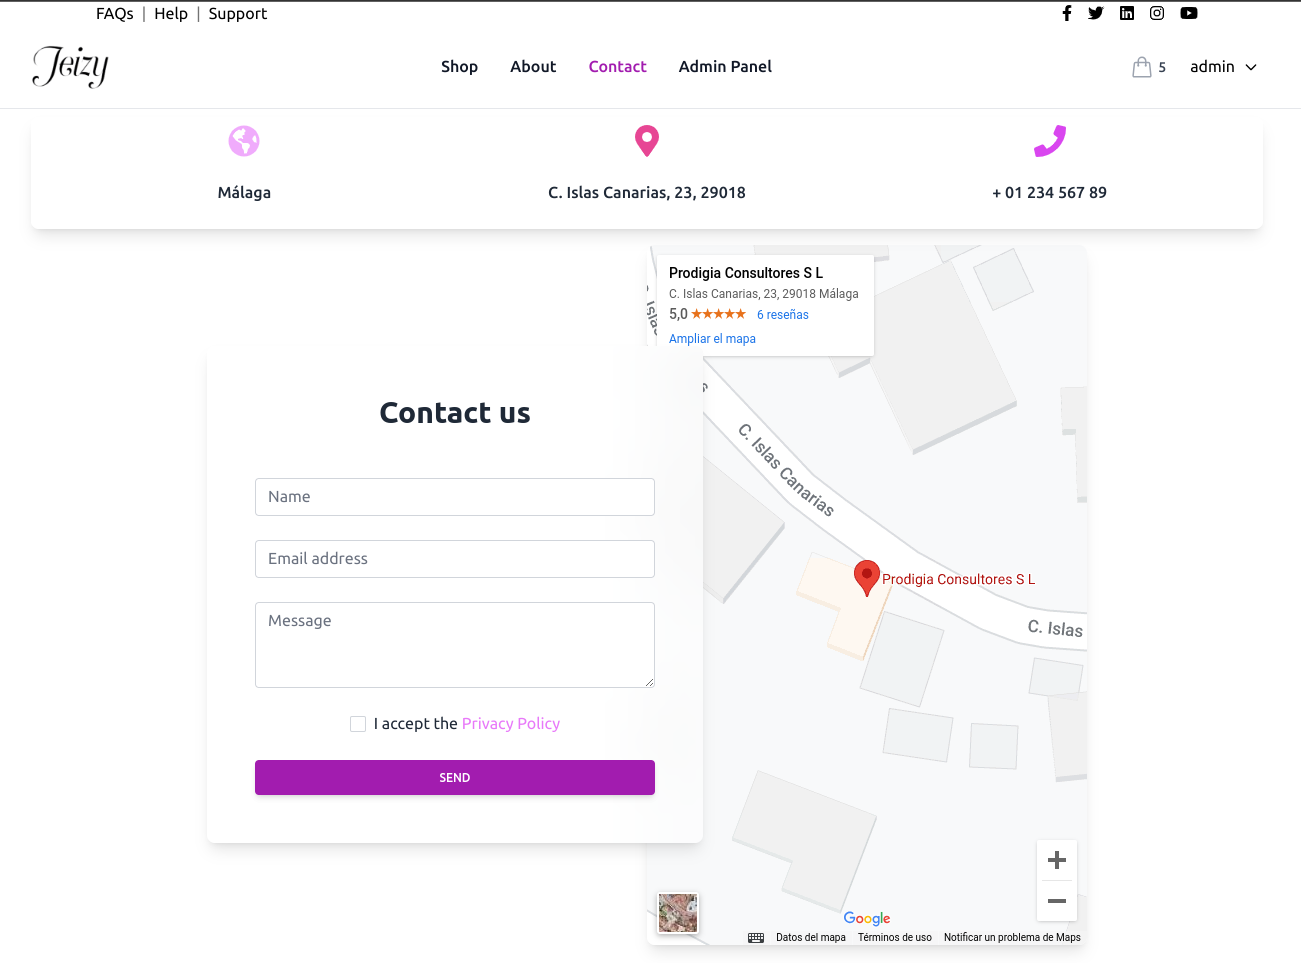 FAQs | Help | Support
Jeizy
Shop About Contact Admin Panel
5 admin
Málaga
C. Islas Canarias, 23, 29018
+ 01 234 567 89
Prodigia Consultores S L
C. Islas Canarias, 23, 29018 Málaga
5,0 ★★★★★ 6 reseñas
Ampliar el mapa
Contact us
Name
Email address
Message
I accept the Privacy Policy
SEND
C. Islas Canarias
Prodigia Consultores S L
C. Islas
Google
Datos del mapa Términos de uso Notificar un problema de Maps